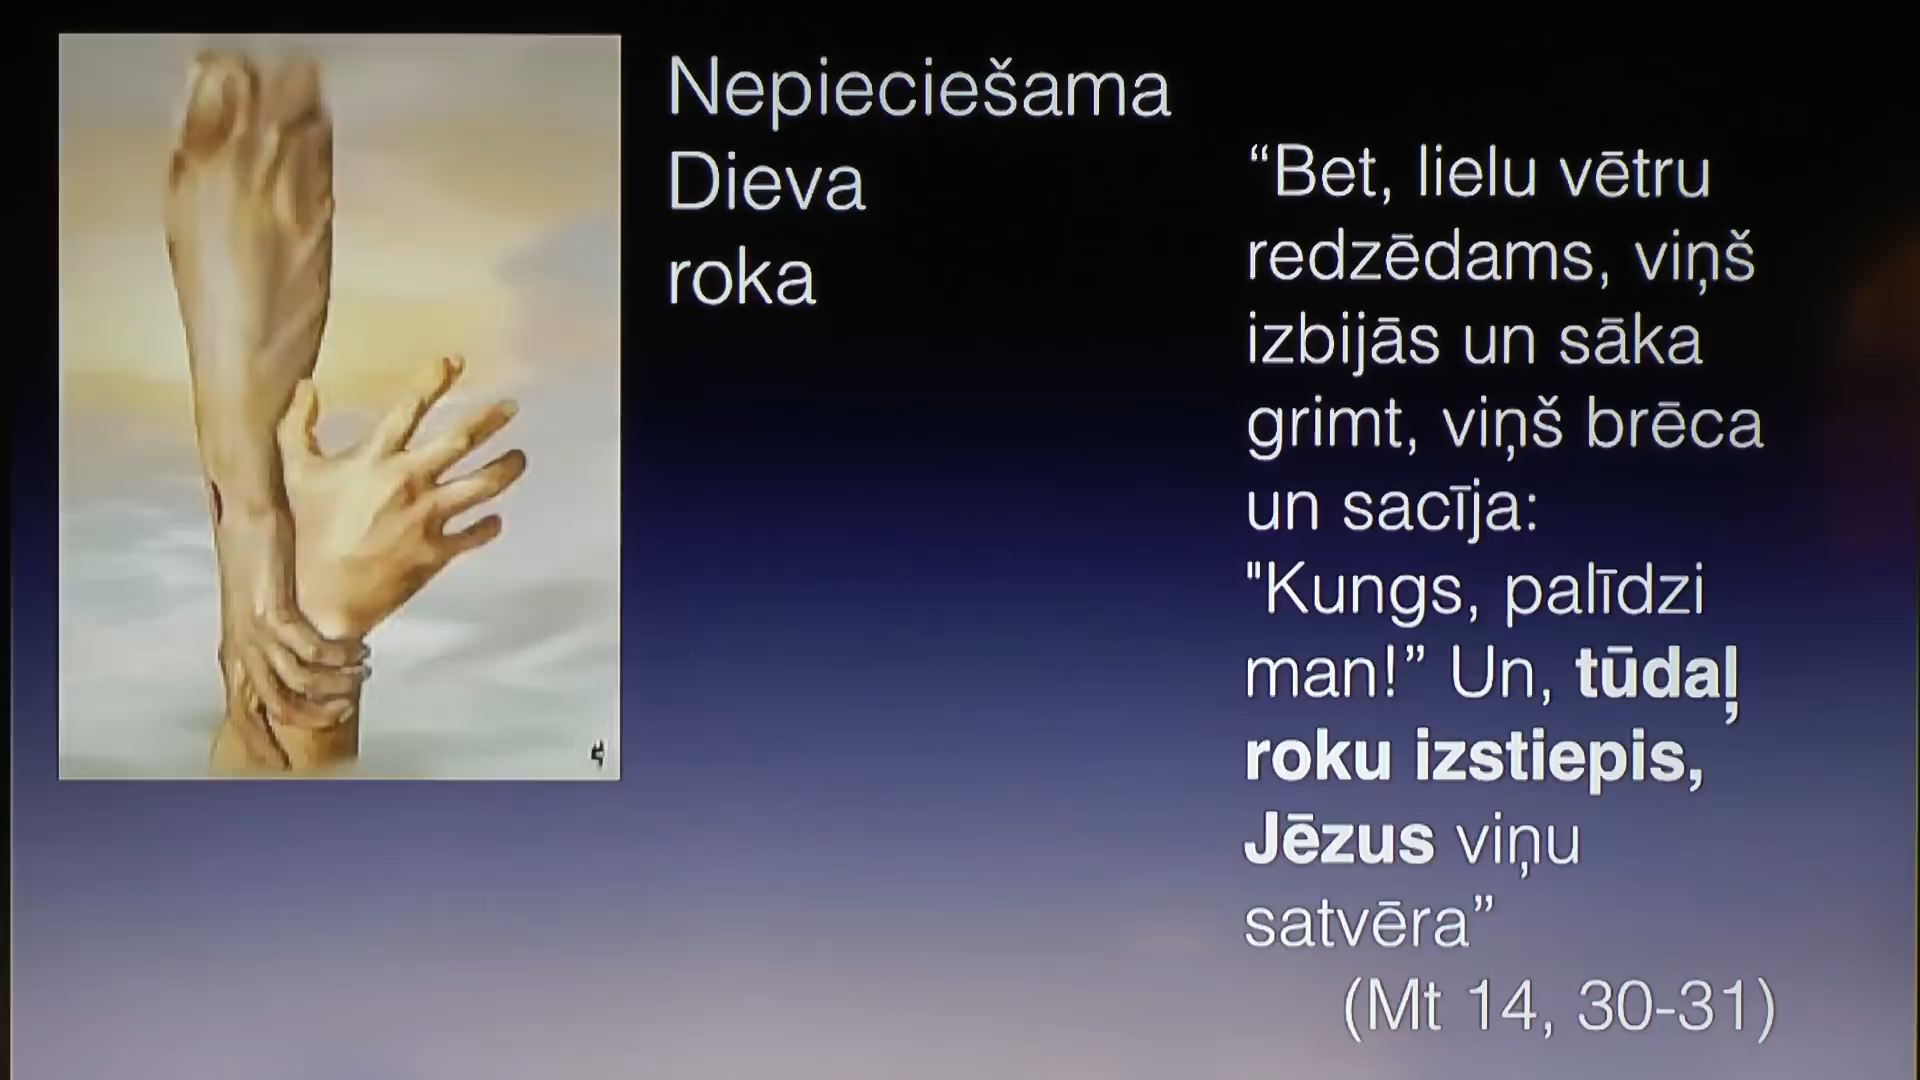 Nepieciešama
Dieva
roka
“Bet, lielu vētru
redzēdams, viņš
izbijās un sāka
grimt, viņš brēca
un sacīja:
"Kungs, palīdzi
man!” Un, tūdaļ
roku izstiepis,
Jēzus viņu
satvēra”
(Mt 14, 30-31)